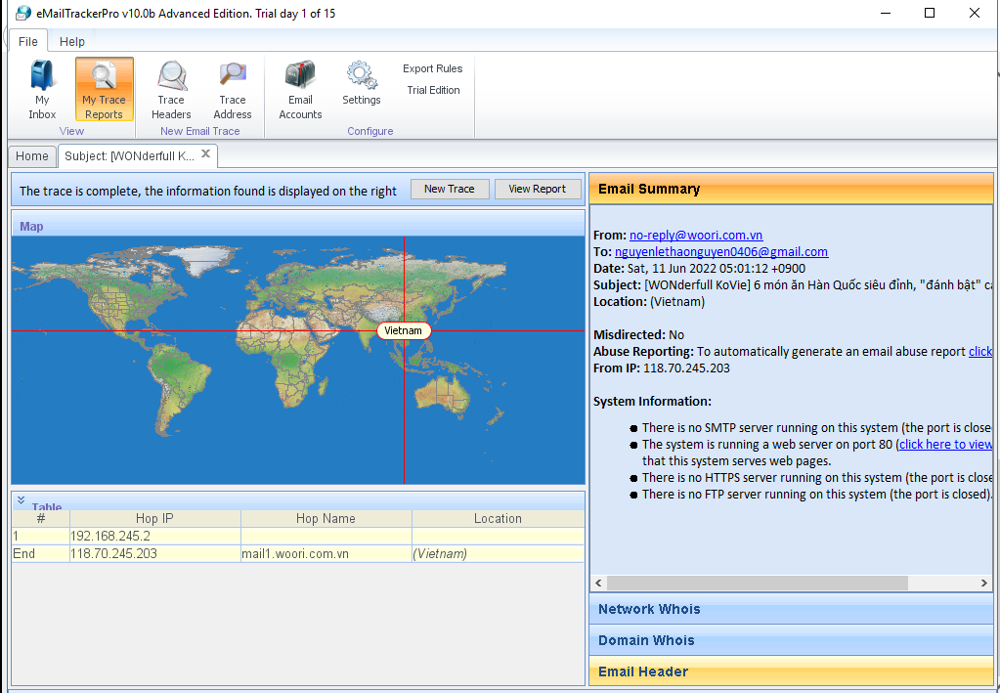 eMailTrackerPro v10.0b Advanced Edition. Trial day 1 of 15
File Help
My Inbox
My Trace Reports
Trace Headers
Trace Address
Email Accounts
Settings
Export Rules
Trial Edition
View
New Email Trace
Configure
Home
Subject: [WONderfull K...
The trace is complete, the information found is displayed on the right
New Trace
View Report
Map
Vietnam
Table
# Hop IP Hop Name Location
1 192.168.245.2
End 118.70.245.203 mail1.woori.com.vn (Vietnam)
Email Summary
From: no-reply@woori.com.vn
To: nguyenlethaonguyen0406@gmail.com
Date: Sat, 11 Jun 2022 05:01:12 +0900
Subject: [WONderfull KoVie] 6 món ăn Hàn Quốc siêu đỉnh, "đánh bật" cả
Location: (Vietnam)
Misdirected: No
Abuse Reporting: To automatically generate an email abuse report click
From IP: 118.70.245.203
System Information:
There is no SMTP server running on this system (the port is closed
The system is running a web server on port 80 (click here to view
that this system serves web pages.
There is no HTTPS server running on this system (the port is close
There is no FTP server running on this system (the port is closed).
Network Whois
Domain Whois
Email Header